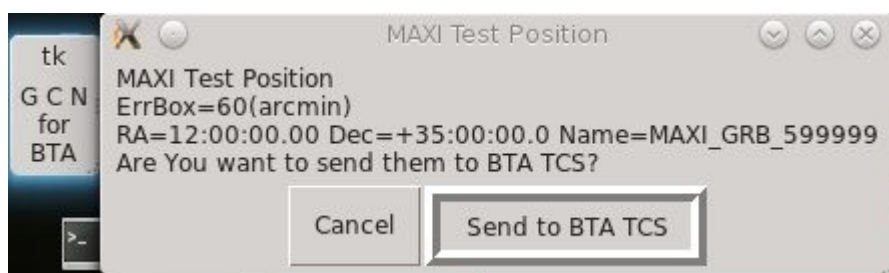 tk
G C N
for
BTA
MAXI Test Position
MAXI Test Position
ErrBox=60(arcmin)
RA=12:00:00.00 Dec=+35:00:00.0 Name=MAXI_GRB_599999
Are You want to send them to BTA TCS?
Cancel
Send to BTA TCS
>_